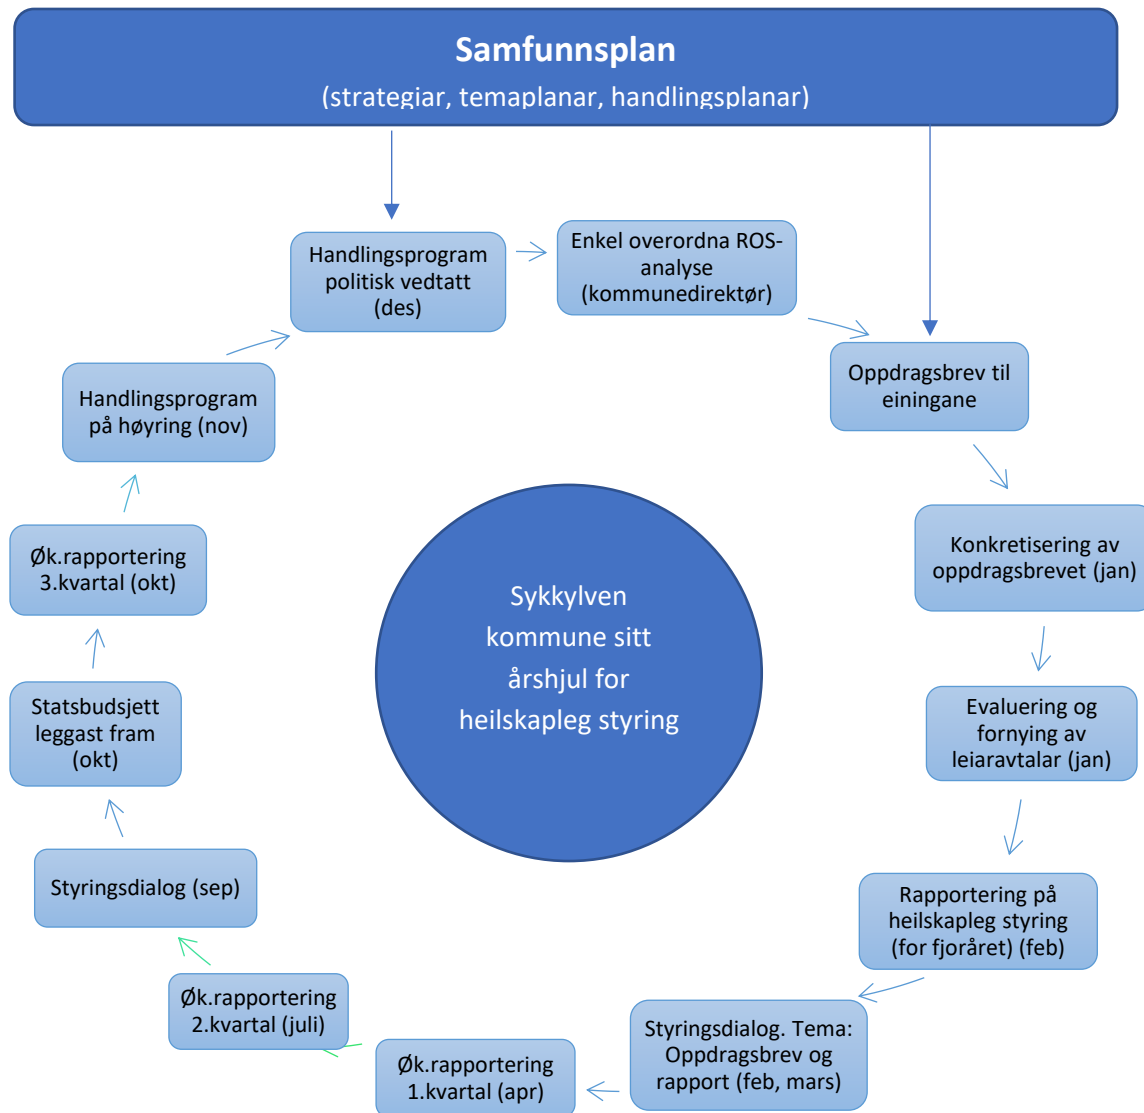 Samfunnsplan
(strategiar, temaplanar, handlingsplanar)
Handlingsprogram
politisk vedtatt
(des)
Enkel overordna ROS-
analyse
(kommunedirektør)
Oppdragsbrev til
einingane
Konkretisering av
oppdragsbrevet (jan)
Evaluering og
fornying av
leiaravtalar (jan)
Rapportering på
heilskapleg styring
(for fjoråret) (feb)
Styringsdialog. Tema:
Oppdragsbrev og
rapport (feb, mars)
Øk.rapportering
1.kvartal (apr)
Øk.rapportering
2.kvartal (juli)
Styringsdialog (sep)
Statsbudsjett
leggast fram
(okt)
Øk.rapportering
3.kvartal (okt)
Handlingsprogram
på høyring (nov)
Sykkylven
kommune sitt
årshjul for
heilskapleg styring